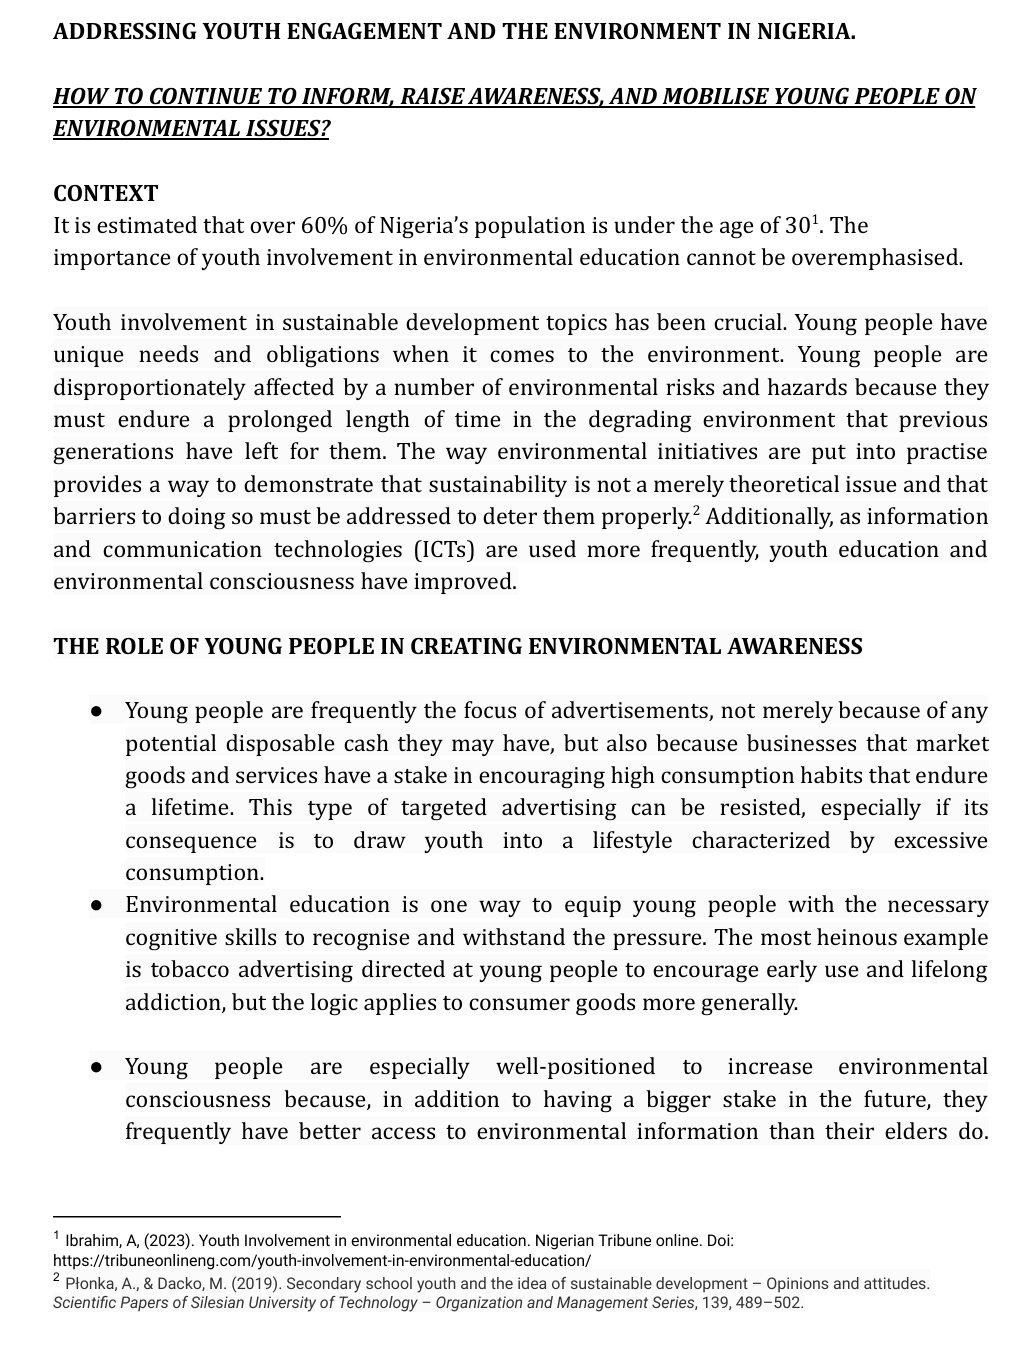 ADDRESSING YOUTH ENGAGEMENT AND THE ENVIRONMENT IN NIGERIA.
HOW TO CONTINUE TO INFORM, RAISE AWARENESS, AND MOBILISE YOUNG PEOPLE ON
ENVIRONMENTAL ISSUES?
CONTEXT
It is estimated that over 60% of Nigeria’s population is under the age of 30¹. The
importance of youth involvement in environmental education cannot be overemphasised.
Youth involvement in sustainable development topics has been crucial. Young people have
unique needs and obligations when it comes to the environment. Young people are
disproportionately affected by a number of environmental risks and hazards because they
must endure a prolonged length of time in the degrading environment that previous
generations have left for them. The way environmental initiatives are put into practise
provides a way to demonstrate that sustainability is not a merely theoretical issue and that
barriers to doing so must be addressed to deter them properly.² Additionally, as information
and communication technologies (ICTs) are used more frequently, youth education and
environmental consciousness have improved.
THE ROLE OF YOUNG PEOPLE IN CREATING ENVIRONMENTAL AWARENESS
● Young people are frequently the focus of advertisements, not merely because of any
potential disposable cash they may have, but also because businesses that market
goods and services have a stake in encouraging high consumption habits that endure
a lifetime. This type of targeted advertising can be resisted, especially if its
consequence is to draw youth into a lifestyle characterized by excessive
consumption.
● Environmental education is one way to equip young people with the necessary
cognitive skills to recognise and withstand the pressure. The most heinous example
is tobacco advertising directed at young people to encourage early use and lifelong
addiction, but the logic applies to consumer goods more generally.
● Young people are especially well-positioned to increase environmental
consciousness because, in addition to having a bigger stake in the future, they
frequently have better access to environmental information than their elders do.
¹ Ibrahim, A, (2023). Youth Involvement in environmental education. Nigerian Tribune online. Doi:
https://tribuneonlineng.com/youth-involvement-in-environmental-education/
² Płonka, A., & Dacko, M. (2019). Secondary school youth and the idea of sustainable development – Opinions and attitudes.
Scientific Papers of Silesian University of Technology – Organization and Management Series, 139, 489–502.